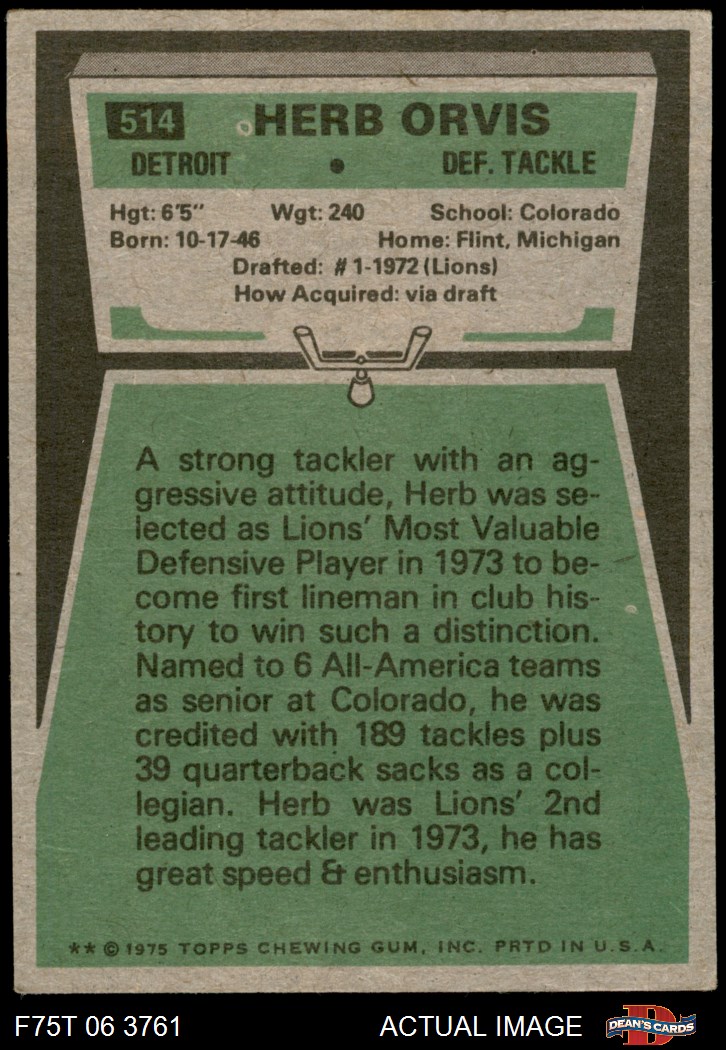 514 HERB ORVIS
DETROIT • DEF. TACKLE
Hgt: 6'5" Wgt: 240 School: Colorado
Born: 10-17-46 Home: Flint, Michigan
Drafted: #1-1972 (Lions)
How Acquired: via draft
A strong tackler with an ag-
gressive attitude, Herb was se-
lected as Lions' Most Valuable
Defensive Player in 1973 to be-
come first lineman in club his-
tory to win such a distinction.
Named to 6 All-America teams
as senior at Colorado, he was
credited with 189 tackles plus
39 quarterback sacks as a col-
legian. Herb was Lions' 2nd
leading tackler in 1973, he has
great speed & enthusiasm.
** © 1975 TOPPS CHEWING GUM, INC. PRTD IN U.S.A.
F75T 06 3761 ACTUAL IMAGE D DEAN'S CARDS